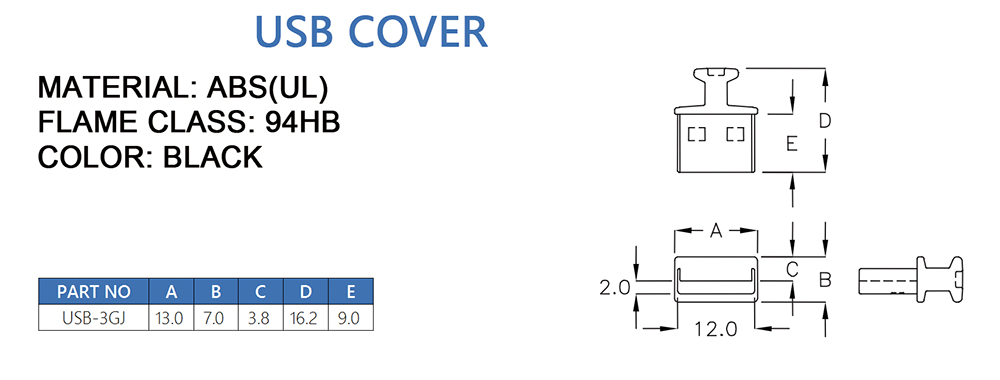 USB COVER
MATERIAL: ABS(UL)
FLAME CLASS: 94HB
COLOR: BLACK
PART NO A B C D E
USB-3GJ 13.0 7.0 3.8 16.2 9.0
D
E
A
C
B
2.0
12.0